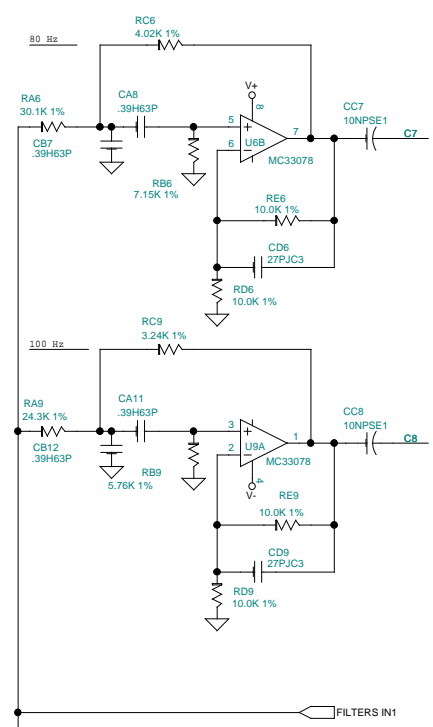 RC6
80 Hz
4.02K 1%
CA8
.39H63P
V+
8
CC7
10NPSE1
RA6
30.1K 1%
5
7
C7
CB7
.39H63P
6
U6B
MC33078
RB6
7.15K 1%
RE6
10.0K 1%
CD6
27PJC3
RD6
10.0K 1%
RC9
100 Hz
3.24K 1%
CA11
.39H63P
CC8
10NPSE1
RA9
24.3K 1%
3
1
C8
CB12
.39H63P
2
U9A
MC33078
RB9
5.76K 1%
4
V-
RE9
10.0K 1%
CD9
27PJC3
RD9
10.0K 1%
FILTERS IN1